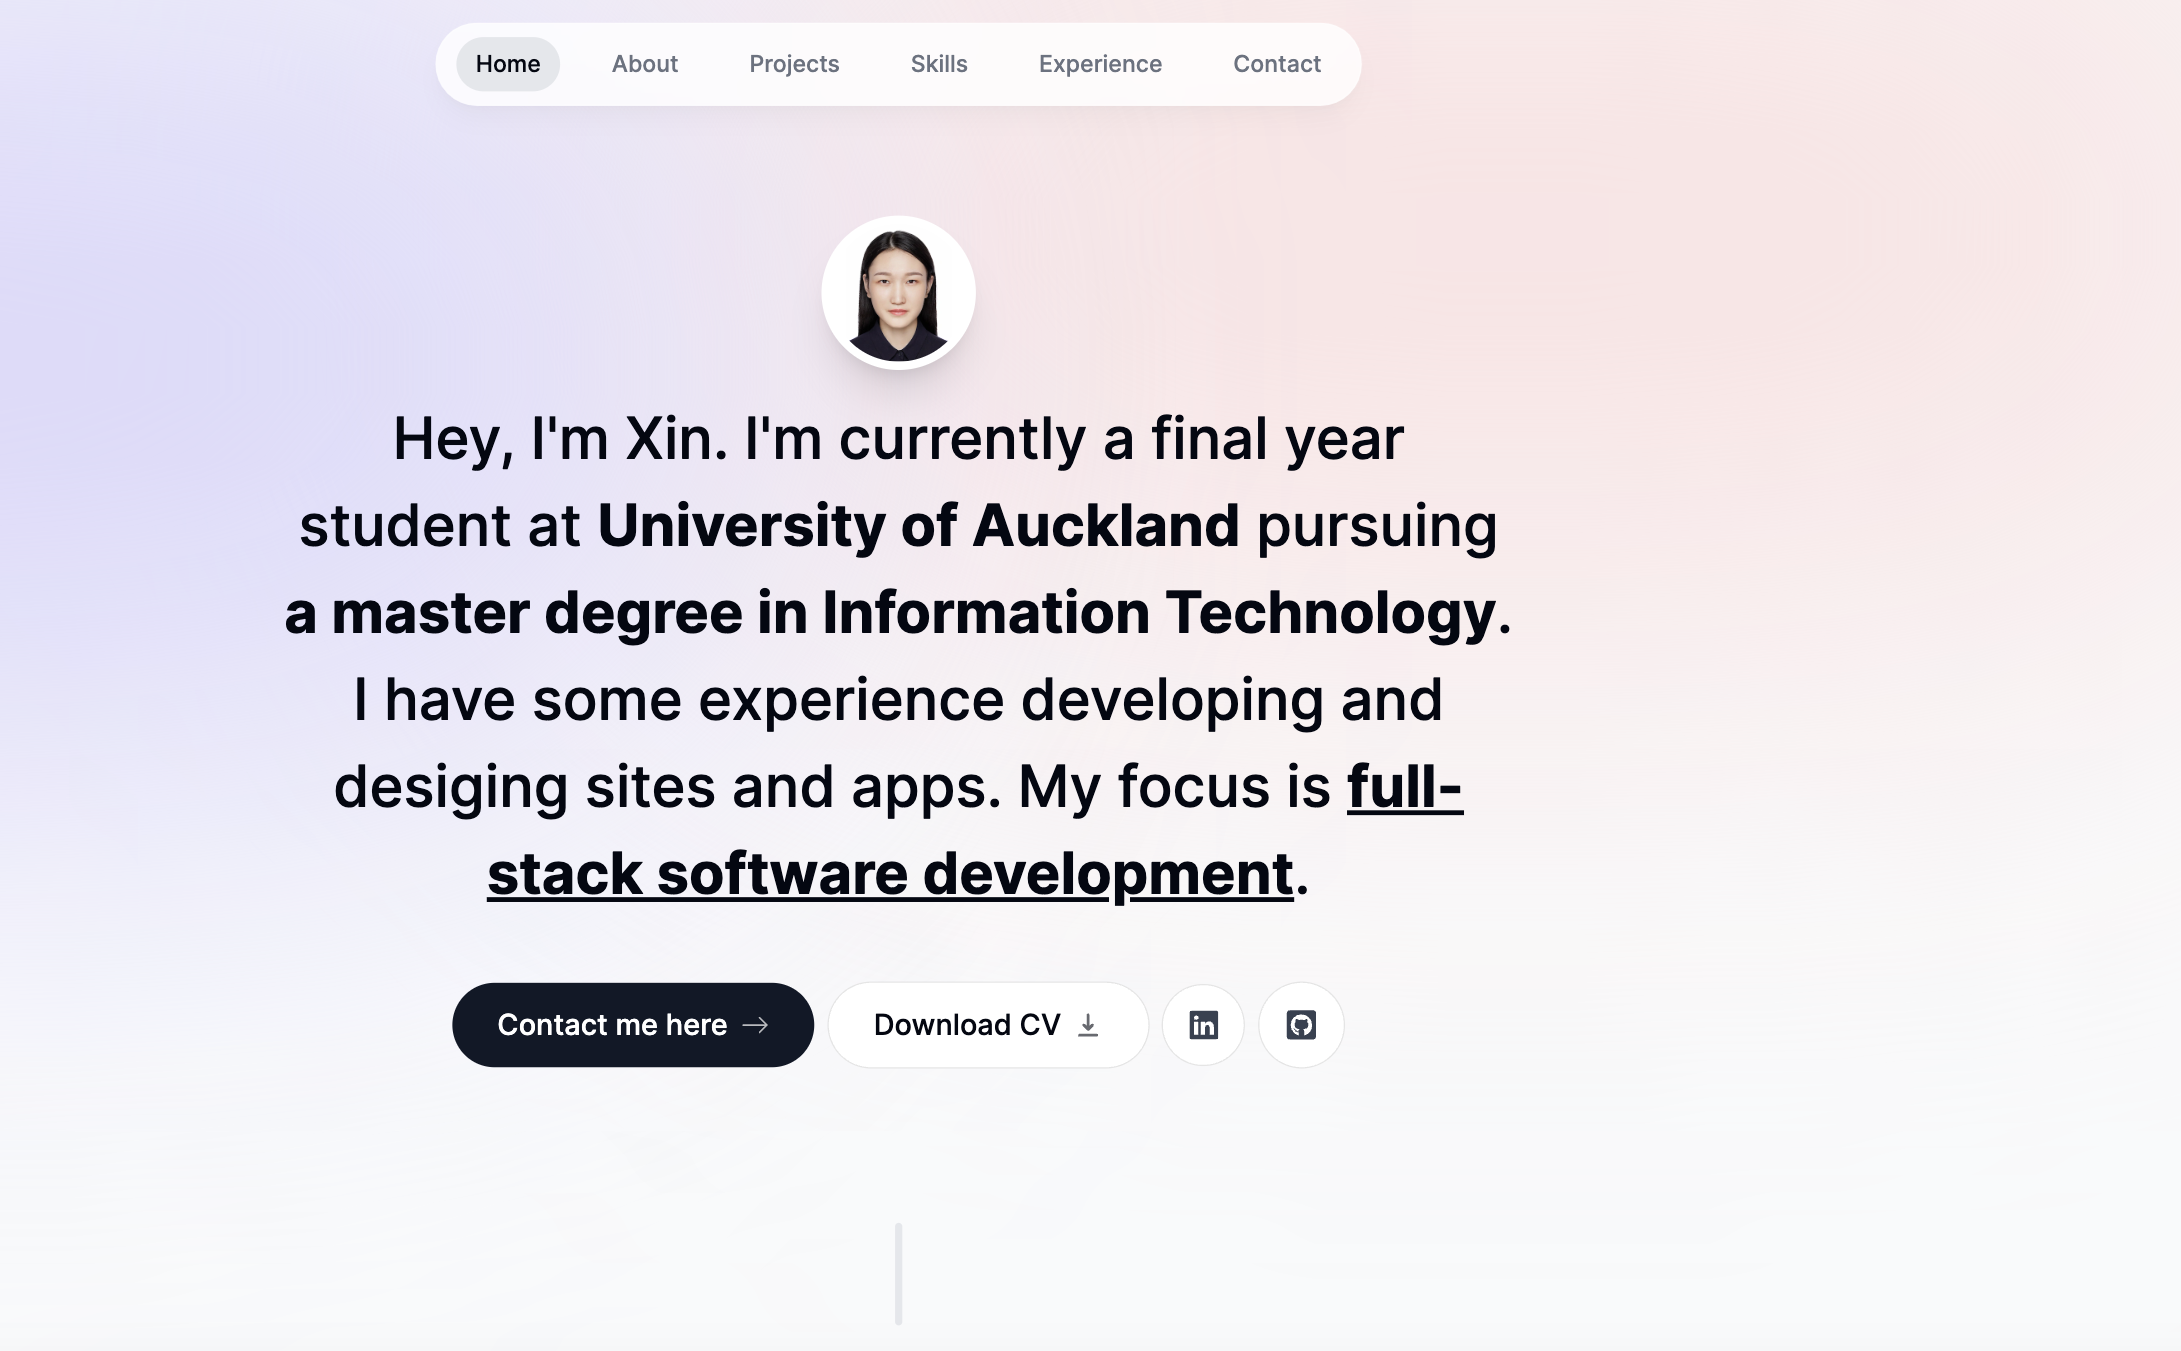 Home About Projects Skills Experience Contact
Hey, I'm Xin. I'm currently a final year
student at University of Auckland pursuing
a master degree in Information Technology.
I have some experience developing and
desiging sites and apps. My focus is full-
stack software development.
Contact me here Download CV in